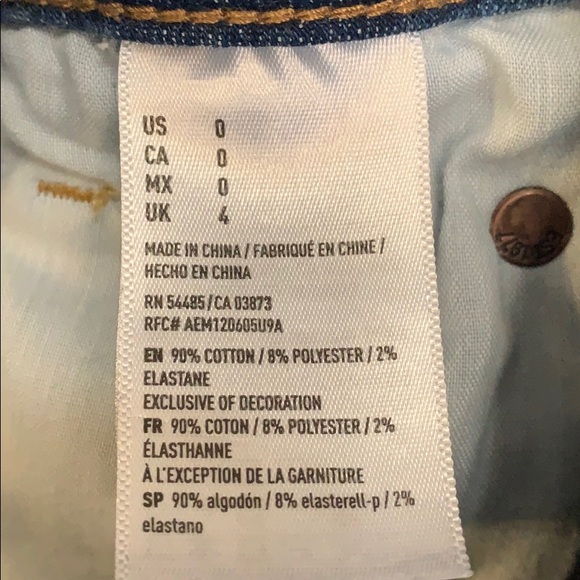 US 0
CA 0
MX 0
UK 4
MADE IN CHINA / FABRIQUÉ EN CHINE /
HECHO EN CHINA
RN 54485 / CA 03873
RFC# AEM120605U9A
EN 90% COTTON / 8% POLYESTER / 2%
ELASTANE
EXCLUSIVE OF DECORATION
FR 90% COTON / 8% POLYESTER / 2%
ÉLASTHANNE
À L'EXCEPTION DE LA GARNITURE
SP 90% algodón / 8% elasterell-p / 2%
elastano